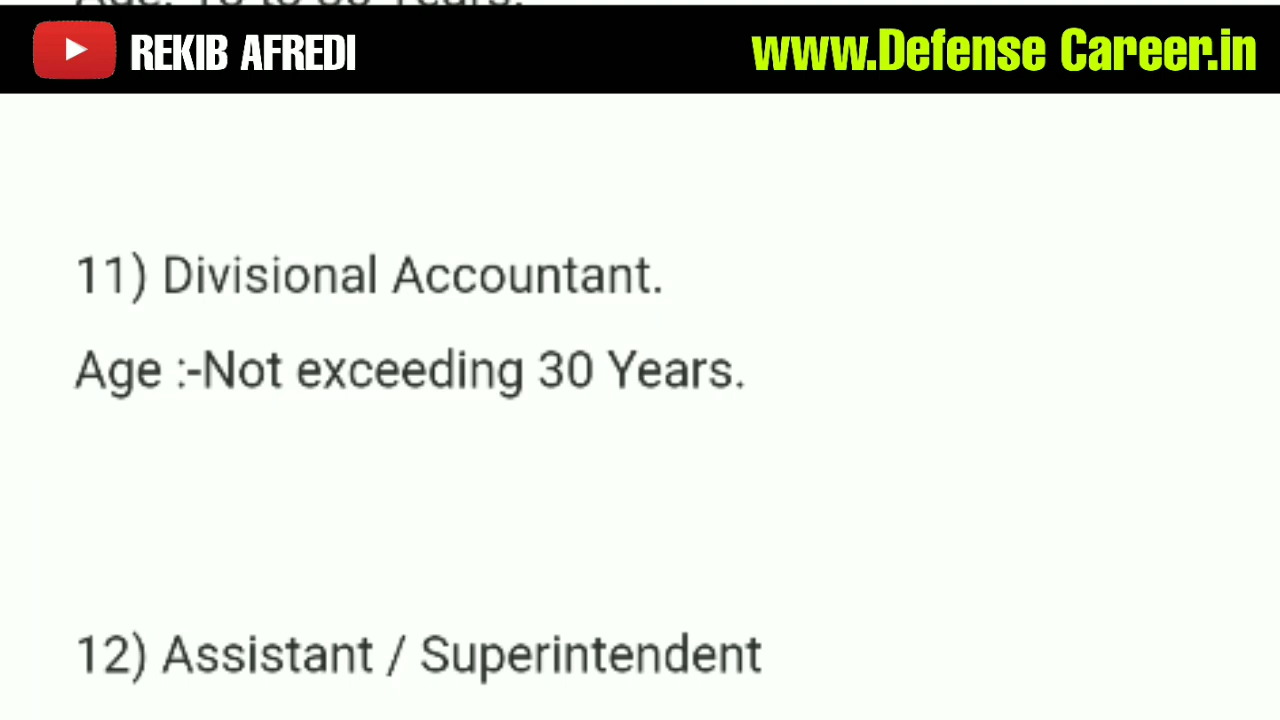 REKIB AFREDI
www.Defense Career.in
11) Divisional Accountant.
Age :-Not exceeding 30 Years.
12) Assistant / Superintendent